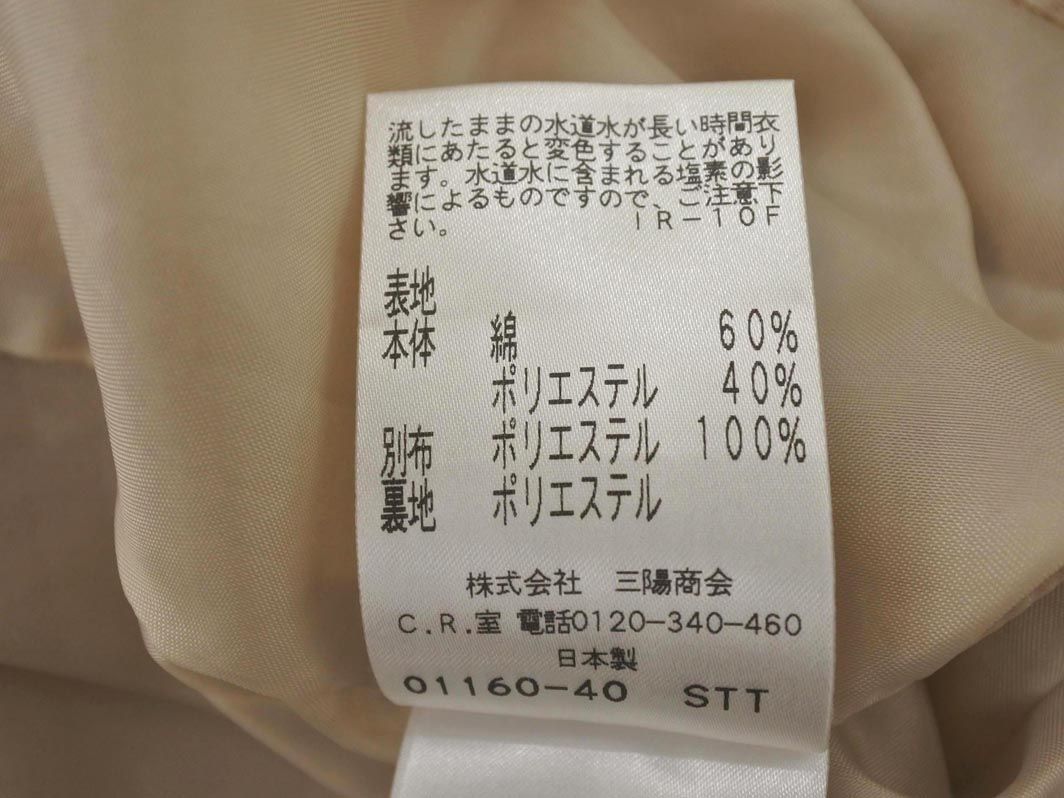 流したままの水道水が長い時間衣
類にあたると変色することがあり
ます。水道水に含まれる塩素の影
響によるものですので、ご注意下
さい。 IR-10F
表地
本体 綿 60%
ポリエステル 40%
別布 ポリエステル 100%
裏地 ポリエステル
株式会社 三陽商会
C.R.室 電話0120-340-460
日本製
01160-40 STT